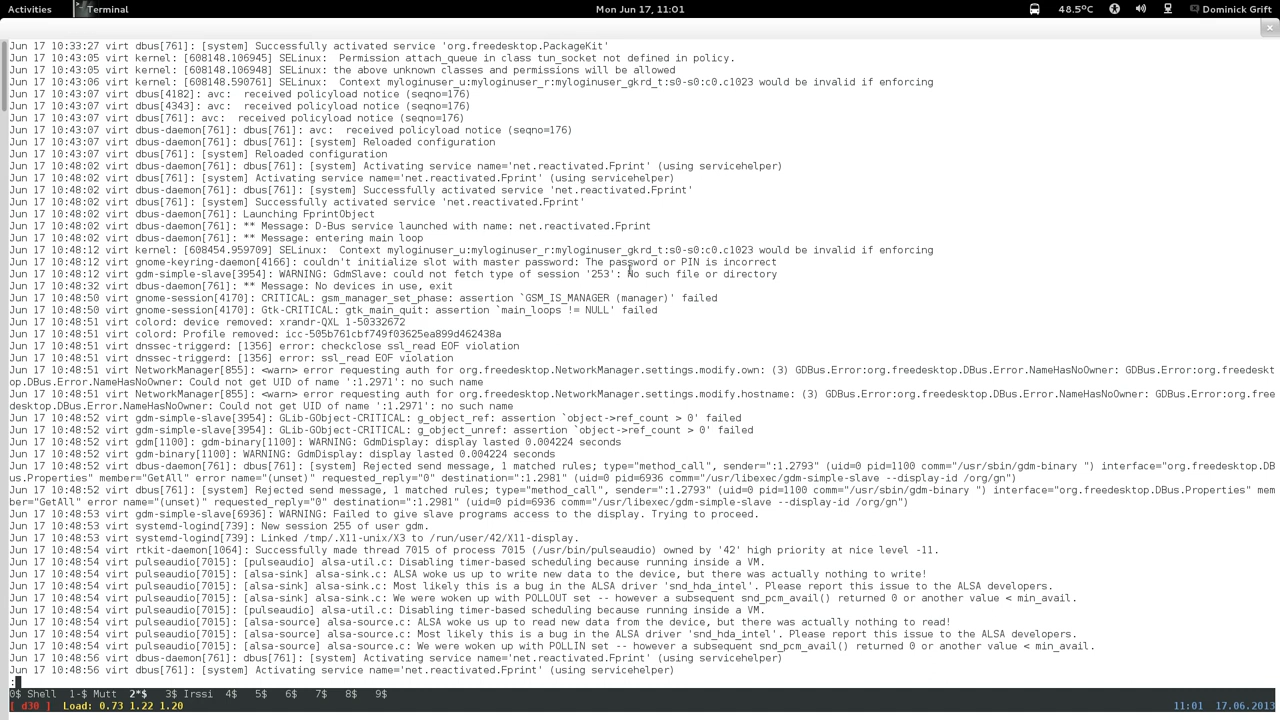 Activities Terminal Mon Jun 17, 11:01 48.5°C Dominick Grift
Jun 17 10:33:27 virt dbus[761]: [system] Successfully activated service 'org.freedesktop.PackageKit'
Jun 17 10:43:05 virt kernel: [608148.106945] SELinux:  Permission attach_queue in class tun_socket not defined in policy.
Jun 17 10:43:05 virt kernel: [608148.106948] SELinux: the above unknown classes and permissions will be allowed
Jun 17 10:43:06 virt kernel: [608148.590761] SELinux:  Context myloginuser_u:myloginuser_r:myloginuser_gkrd_t:s0-s0:c0.c1023 would be invalid if enforcing
Jun 17 10:43:07 virt dbus[4182]: avc:  received policyload notice (seqno=176)
Jun 17 10:43:07 virt dbus[4343]: avc:  received policyload notice (seqno=176)
Jun 17 10:43:07 virt dbus[761]: avc:  received policyload notice (seqno=176)
Jun 17 10:43:07 virt dbus-daemon[761]: dbus[761]: avc:  received policyload notice (seqno=176)
Jun 17 10:43:07 virt dbus-daemon[761]: dbus[761]: [system] Reloaded configuration
Jun 17 10:43:07 virt dbus[761]: [system] Reloaded configuration
Jun 17 10:48:02 virt dbus-daemon[761]: dbus[761]: [system] Activating service name='net.reactivated.Fprint' (using servicehelper)
Jun 17 10:48:02 virt dbus[761]: [system] Activating service name='net.reactivated.Fprint' (using servicehelper)
Jun 17 10:48:02 virt dbus-daemon[761]: dbus[761]: [system] Successfully activated service 'net.reactivated.Fprint'
Jun 17 10:48:02 virt dbus[761]: [system] Successfully activated service 'net.reactivated.Fprint'
Jun 17 10:48:02 virt dbus-daemon[761]: Launching FprintObject
Jun 17 10:48:02 virt dbus-daemon[761]: ** Message: D-Bus service launched with name: net.reactivated.Fprint
Jun 17 10:48:02 virt dbus-daemon[761]: ** Message: entering main loop
Jun 17 10:48:12 virt kernel: [608454.959709] SELinux:  Context myloginuser_u:myloginuser_r:myloginuser_gkrd_t:s0-s0:c0.c1023 would be invalid if enforcing
Jun 17 10:48:12 virt gnome-keyring-daemon[4166]: couldn't initialize slot with master password: The password or PIN is incorrect
Jun 17 10:48:12 virt gdm-simple-slave[3954]: WARNING: GdmSlave: could not fetch type of session '253': No such file or directory
Jun 17 10:48:32 virt dbus-daemon[761]: ** Message: No devices in use, exit
Jun 17 10:48:50 virt gnome-session[4170]: CRITICAL: gsm_manager_set_phase: assertion `GSM_IS_MANAGER (manager)' failed
Jun 17 10:48:50 virt gnome-session[4170]: Gtk-CRITICAL: gtk_main_quit: assertion `main_loops != NULL' failed
Jun 17 10:48:51 virt colord: device removed: xrandr-QXL 1-50332672
Jun 17 10:48:51 virt colord: Profile removed: icc-505b761cbf749f03625ea899d462438a
Jun 17 10:48:51 virt dnssec-triggerd: [1356] error: checkclose ssl_read EOF violation
Jun 17 10:48:51 virt dnssec-triggerd: [1356] error: ssl_read EOF violation
Jun 17 10:48:51 virt NetworkManager[855]: <warn> error requesting auth for org.freedesktop.NetworkManager.settings.modify.own: (3) GDBus.Error:org.freedesktop.DBus.Error.NameHasNoOwner: GDBus.Error:org.freedeskt
op.DBus.Error.NameHasNoOwner: Could not get UID of name ':1.2971': no such name
Jun 17 10:48:51 virt NetworkManager[855]: <warn> error requesting auth for org.freedesktop.NetworkManager.settings.modify.hostname: (3) GDBus.Error:org.freedesktop.DBus.Error.NameHasNoOwner: GDBus.Error:org.free
desktop.DBus.Error.NameHasNoOwner: Could not get UID of name ':1.2971': no such name
Jun 17 10:48:52 virt gdm-simple-slave[3954]: GLib-GObject-CRITICAL: g_object_ref: assertion `object->ref_count > 0' failed
Jun 17 10:48:52 virt gdm-simple-slave[3954]: GLib-GObject-CRITICAL: g_object_unref: assertion `object->ref_count > 0' failed
Jun 17 10:48:52 virt gdm[1100]: gdm-binary[1100]: WARNING: GdmDisplay: display lasted 0.004224 seconds
Jun 17 10:48:52 virt gdm-binary[1100]: WARNING: GdmDisplay: display lasted 0.004224 seconds
Jun 17 10:48:52 virt dbus-daemon[761]: dbus[761]: [system] Rejected send message, 1 matched rules; type="method_call", sender=":1.2793" (uid=0 pid=1100 comm="/usr/sbin/gdm-binary ") interface="org.freedesktop.DB
us.Properties" member="GetAll" error name="(unset)" requested_reply="0" destination=":1.2981" (uid=0 pid=6936 comm="/usr/libexec/gdm-simple-slave --display-id /org/gn")
Jun 17 10:48:52 virt dbus[761]: [system] Rejected send message, 1 matched rules; type="method_call", sender=":1.2793" (uid=0 pid=1100 comm="/usr/sbin/gdm-binary ") interface="org.freedesktop.DBus.Properties" mem
ber="GetAll" error name="(unset)" requested_reply="0" destination=":1.2981" (uid=0 pid=6936 comm="/usr/libexec/gdm-simple-slave --display-id /org/gn")
Jun 17 10:48:53 virt gdm-simple-slave[6936]: WARNING: Failed to give slave programs access to the display. Trying to proceed.
Jun 17 10:48:53 virt systemd-logind[739]: New session 255 of user gdm.
Jun 17 10:48:53 virt systemd-logind[739]: Linked /tmp/.X11-unix/X3 to /run/user/42/X11-display.
Jun 17 10:48:54 virt rtkit-daemon[1064]: Successfully made thread 7015 of process 7015 (/usr/bin/pulseaudio) owned by '42' high priority at nice level -11.
Jun 17 10:48:54 virt pulseaudio[7015]: [pulseaudio] alsa-util.c: Disabling timer-based scheduling because running inside a VM.
Jun 17 10:48:54 virt pulseaudio[7015]: [alsa-sink] alsa-sink.c: ALSA woke us up to write new data to the device, but there was actually nothing to write!
Jun 17 10:48:54 virt pulseaudio[7015]: [alsa-sink] alsa-sink.c: Most likely this is a bug in the ALSA driver 'snd_hda_intel'. Please report this issue to the ALSA developers.
Jun 17 10:48:54 virt pulseaudio[7015]: [alsa-sink] alsa-sink.c: We were woken up with POLLOUT set -- however a subsequent snd_pcm_avail() returned 0 or another value < min_avail.
Jun 17 10:48:54 virt pulseaudio[7015]: [pulseaudio] alsa-util.c: Disabling timer-based scheduling because running inside a VM.
Jun 17 10:48:54 virt pulseaudio[7015]: [alsa-source] alsa-source.c: ALSA woke us up to read new data from the device, but there was actually nothing to read!
Jun 17 10:48:54 virt pulseaudio[7015]: [alsa-source] alsa-source.c: Most likely this is a bug in the ALSA driver 'snd_hda_intel'. Please report this issue to the ALSA developers.
Jun 17 10:48:54 virt pulseaudio[7015]: [alsa-source] alsa-source.c: We were woken up with POLLIN set -- however a subsequent snd_pcm_avail() returned 0 or another value < min_avail.
Jun 17 10:48:56 virt dbus-daemon[761]: dbus[761]: [system] Activating service name='net.reactivated.Fprint' (using servicehelper)
Jun 17 10:48:56 virt dbus[761]: [system] Activating service name='net.reactivated.Fprint' (using servicehelper)
:
0$ Shell  1-$ Mutt  2*$  3$ Irssi  4$  5$  6$  7$  8$  9$
[ d30 ] Load: 0.73 1.22 1.20 11:01 17.06.2013